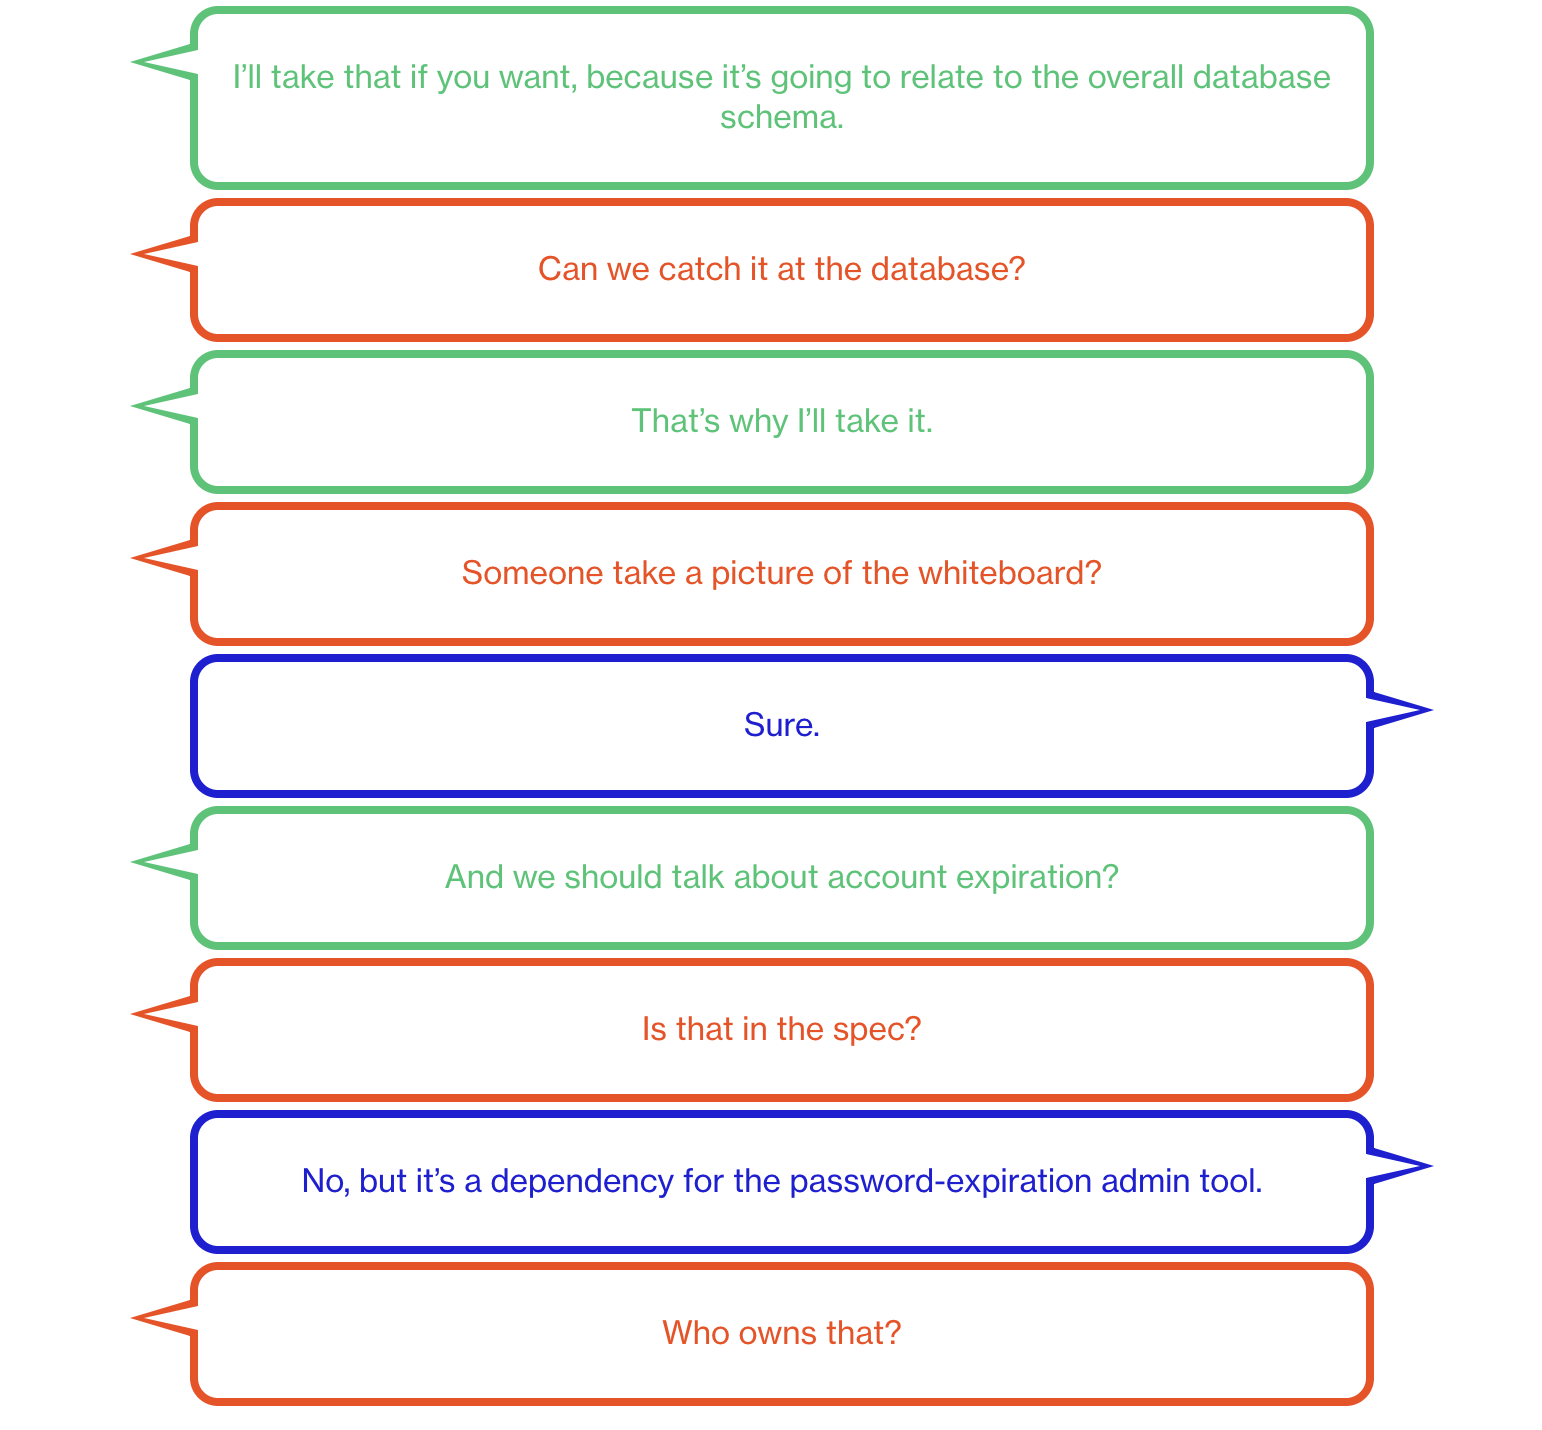 I’ll take that if you want, because it’s going to relate to the overall database
schema.
Can we catch it at the database?
That’s why I’ll take it.
Someone take a picture of the whiteboard?
Sure.
And we should talk about account expiration?
Is that in the spec?
No, but it’s a dependency for the password-expiration admin tool.
Who owns that?